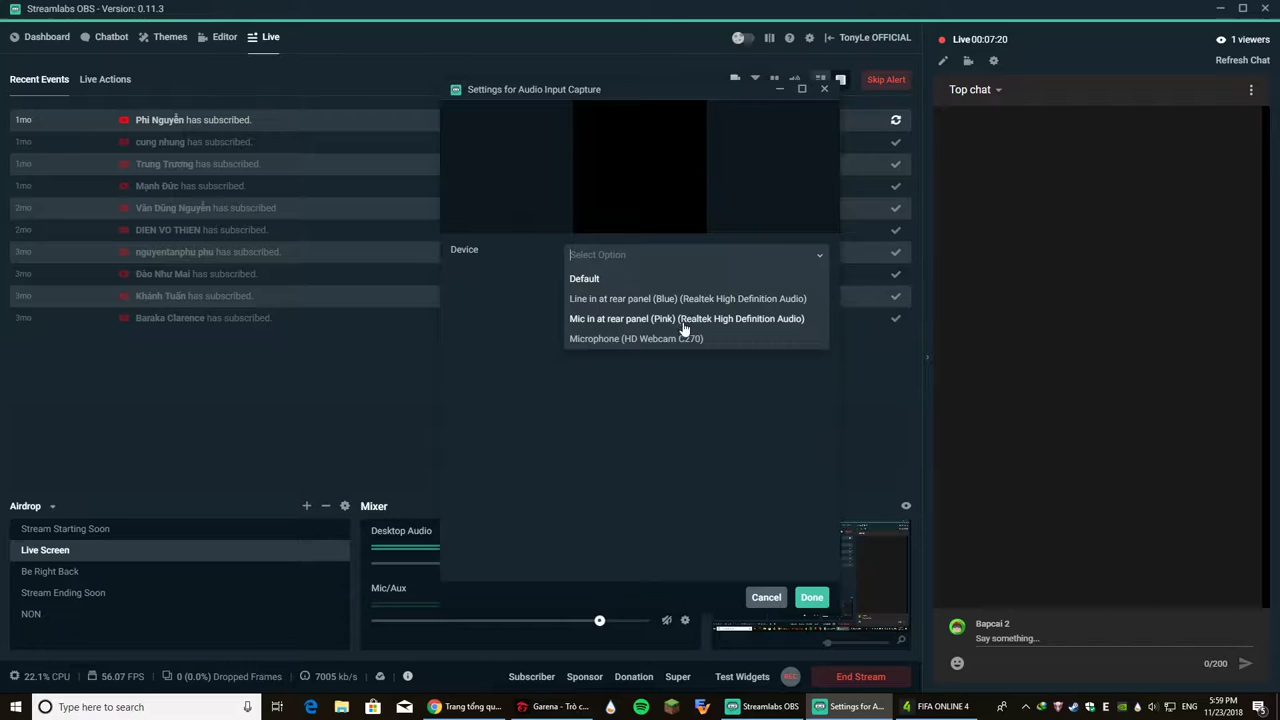 Streamlabs OBS - Version: 0.11.3
Dashboard
Chatbot
Themes
Editor
Live
TonyLe OFFICIAL
Live 00:07:20
1 viewers
Refresh Chat
Recent Events
Live Actions
Skip Alert
Top chat
Settings for Audio Input Capture
1mo Phi Nguyễn has subscribed.
1mo cung nhung has subscribed.
1mo Trung Trương has subscribed.
1mo Mạnh Đức has subscribed.
2mo Văn Dũng Nguyễn has subscribed
2mo DIEN VO THIEN has subscribed.
3mo nguyentanphu phu has subscribed.
3mo Đào Như Mai has subscribed.
3mo Khánh Tuấn has subscribed.
3mo Baraka Clarence has subscribed.
Device
Select Option
Default
Line in at rear panel (Blue) (Realtek High Definition Audio)
Mic in at rear panel (Pink) (Realtek High Definition Audio)
Microphone (HD Webcam C270)
Airdrop
Stream Starting Soon
Live Screen
Be Right Back
Stream Ending Soon
NON
Mixer
Desktop Audio
Mic/Aux
Cancel
Done
Bapcai 2
Say something...
0/200
22.1% CPU
56.07 FPS
0 (0.0%) Dropped Frames
7005 kb/s
Subscriber
Sponsor
Donation
Super
Test Widgets
REC
End Stream
Type here to search
Trang tổng qu...
Garena - Trò c...
Streamlabs OBS
Settings for A...
FIFA ONLINE 4
5:59 PM
11/23/2018